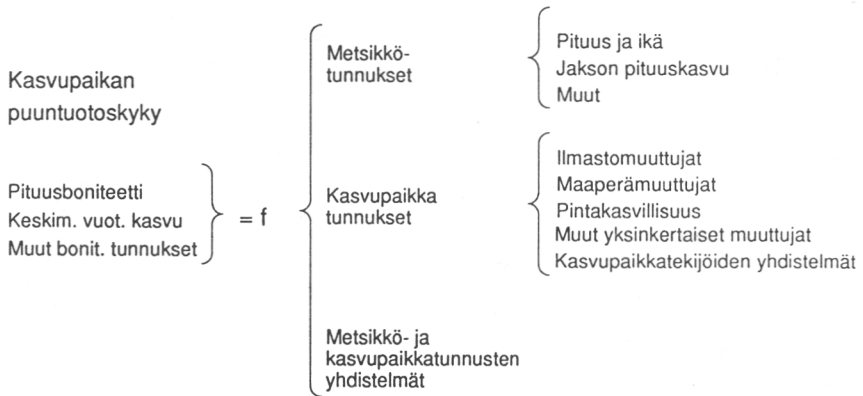 Kasvupaikan
puuntuotoskyky
Pituusboniteetti
Keskim. vuot. kasvu
Muut bonit. tunnukset
= f
Metsikkö-
tunnukset
Pituus ja ikä
Jakson pituuskasvu
Muut
Kasvupaikka
tunnukset
Ilmastomuuttujat
Maaperämuuttujat
Pintakasvillisuus
Muut yksinkertaiset muuttujat
Kasvupaikkatekijöiden yhdistelmät
Metsikkö- ja
kasvupaikkatunnusten
yhdistelmät